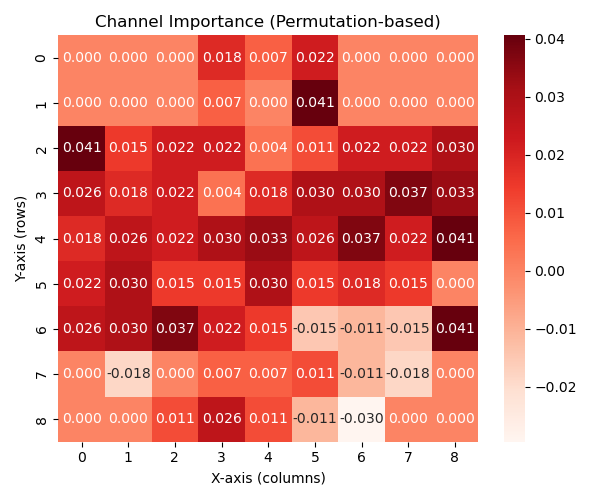 Channel Importance (Permutation-based)
0 0.000 0.000 0.000 0.018 0.007 0.022 0.000 0.000 0.000
1 0.000 0.000 0.000 0.007 0.000 0.041 0.000 0.000 0.000
2 0.041 0.015 0.022 0.022 0.004 0.011 0.022 0.022 0.030
3 0.026 0.018 0.022 0.004 0.018 0.030 0.030 0.037 0.033
4 0.018 0.026 0.022 0.030 0.033 0.026 0.037 0.022 0.041
5 0.022 0.030 0.015 0.015 0.030 0.015 0.018 0.015 0.000
6 0.026 0.030 0.037 0.022 0.015 -0.015 -0.011 -0.015 0.041
7 0.000 -0.018 0.000 0.007 0.007 0.011 -0.011 -0.018 0.000
8 0.000 0.000 0.011 0.026 0.011 -0.011 -0.030 0.000 0.000
0 1 2 3 4 5 6 7 8
X-axis (columns)
Y-axis (rows)
0.04
0.03
0.02
0.01
0.00
−0.01
−0.02